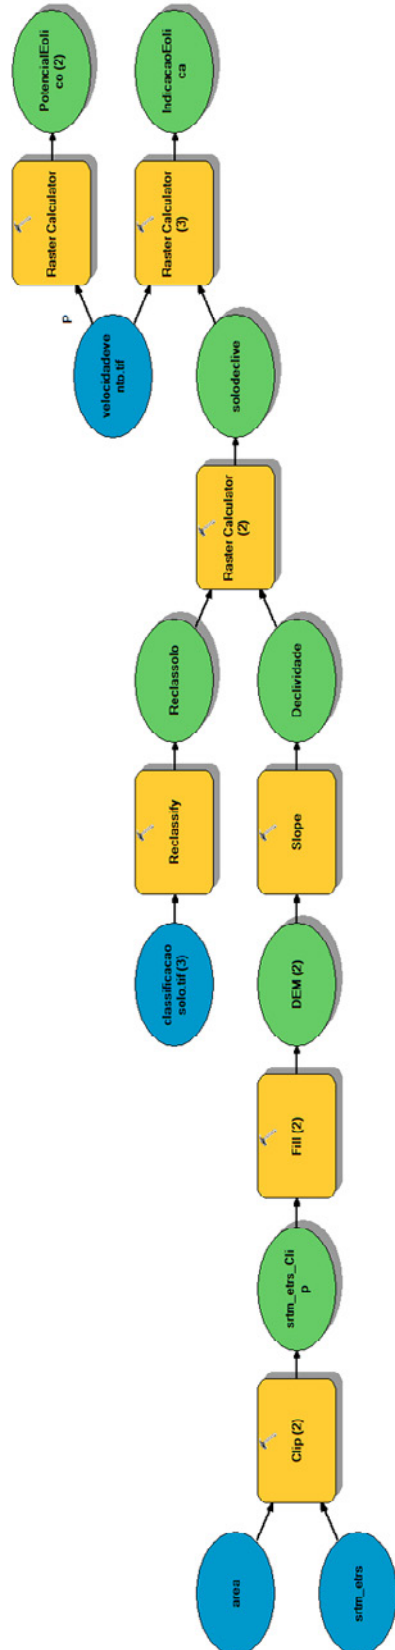 PotencialEoli
co (2)
IndicacaoEoli
ca
Raster Calculator
Raster Calculator
(3)
P
velocidadeve
nto.tif
solodeclive
Raster Calculator
(2)
Reclassolo
Declividade
Reclassify
Slope
classificacao
solo.tif (3)
DEM (2)
Fill (2)
srtm_etrs_Cli
p
Clip (2)
area
srtm_etrs